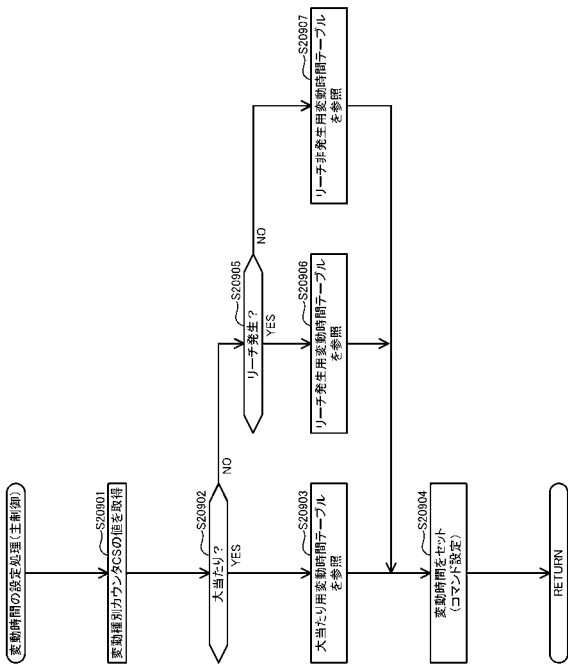 変動時間の設定処理(主制御)
S20901
変動種別カウンタCSの値を取得
S20902
大当たり?
NO
YES
S20903
大当たり用変動時間テーブル
を参照
S20904
変動時間をセット
(コマンド設定)
RETURN
S20905
リーチ発生?
NO
YES
S20906
リーチ発生用変動時間テーブル
を参照
S20907
リーチ非発生用変動時間テーブル
を参照